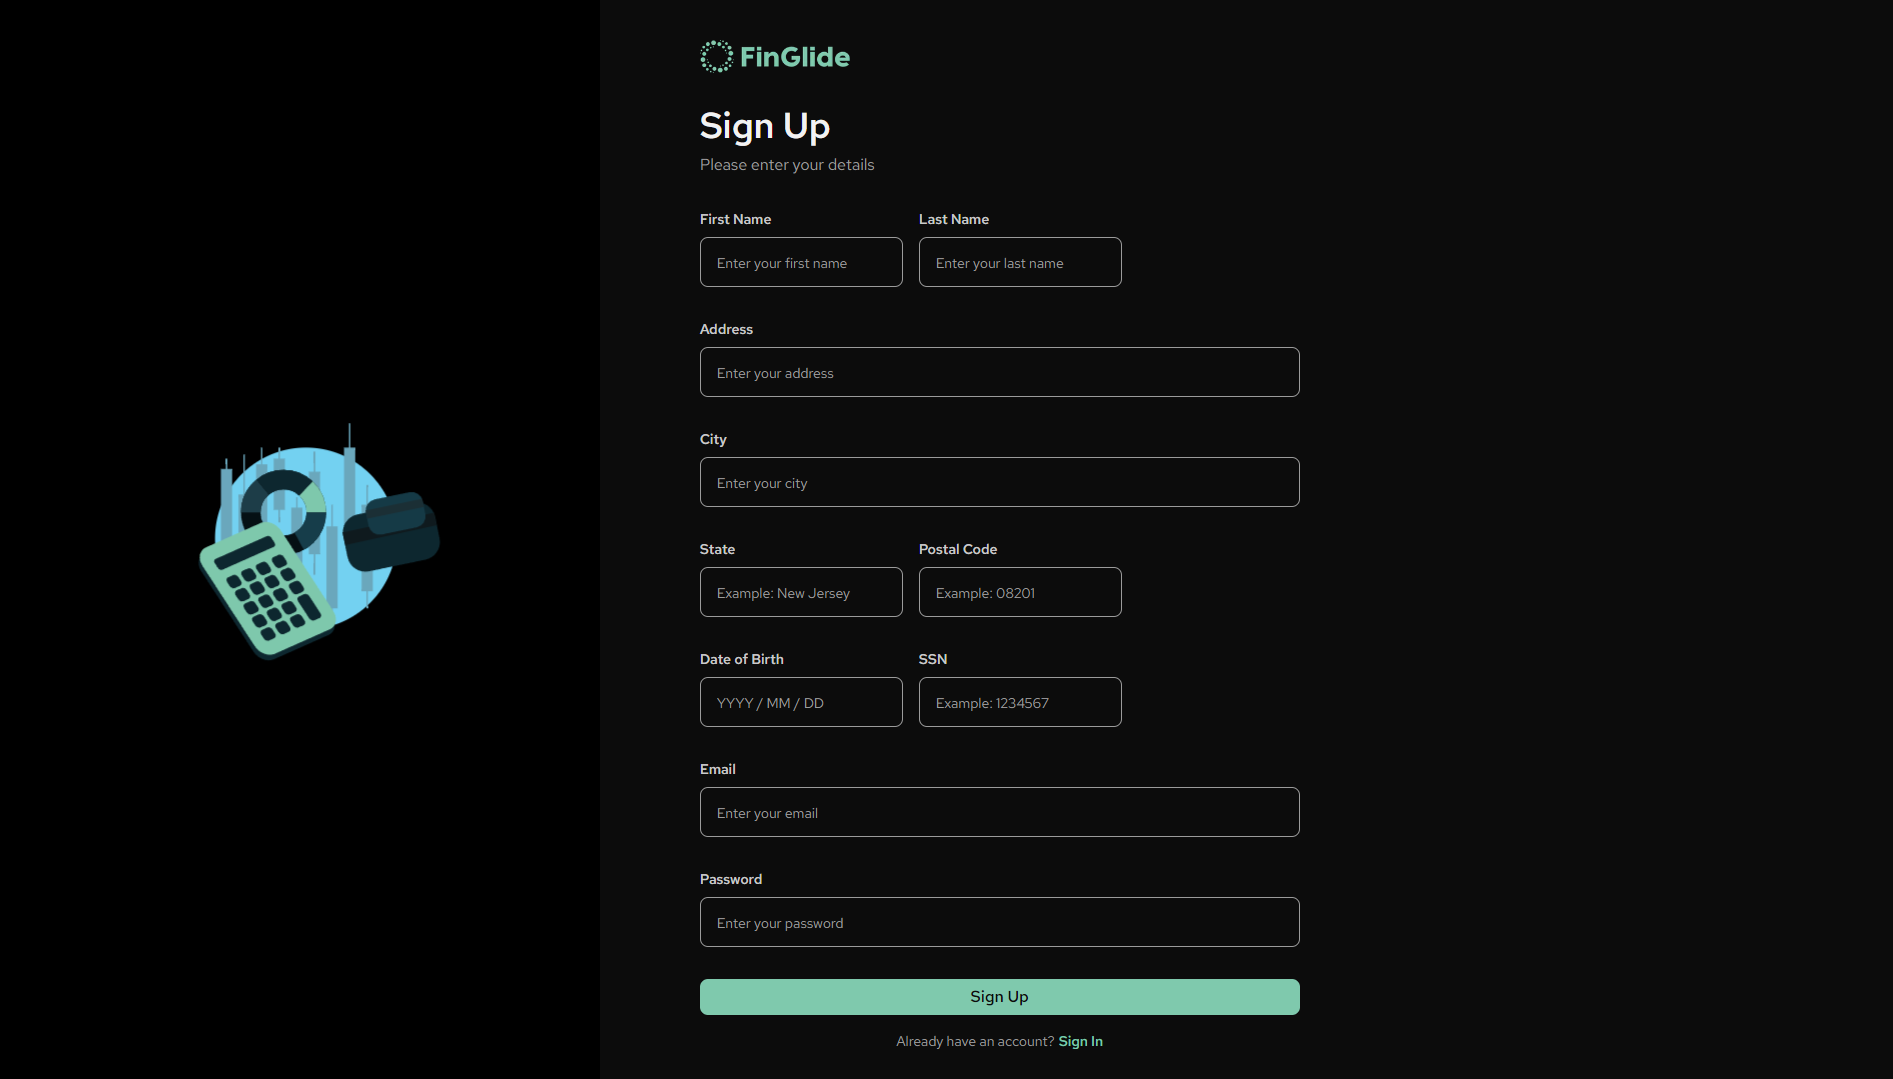 FinGlide
Sign Up
Please enter your details
First Name Last Name
Enter your first name Enter your last name
Address
Enter your address
City
Enter your city
State Postal Code
Example: New Jersey Example: 08201
Date of Birth SSN
YYYY / MM / DD Example: 1234567
Email
Enter your email
Password
Enter your password
Sign Up
Already have an account? Sign In